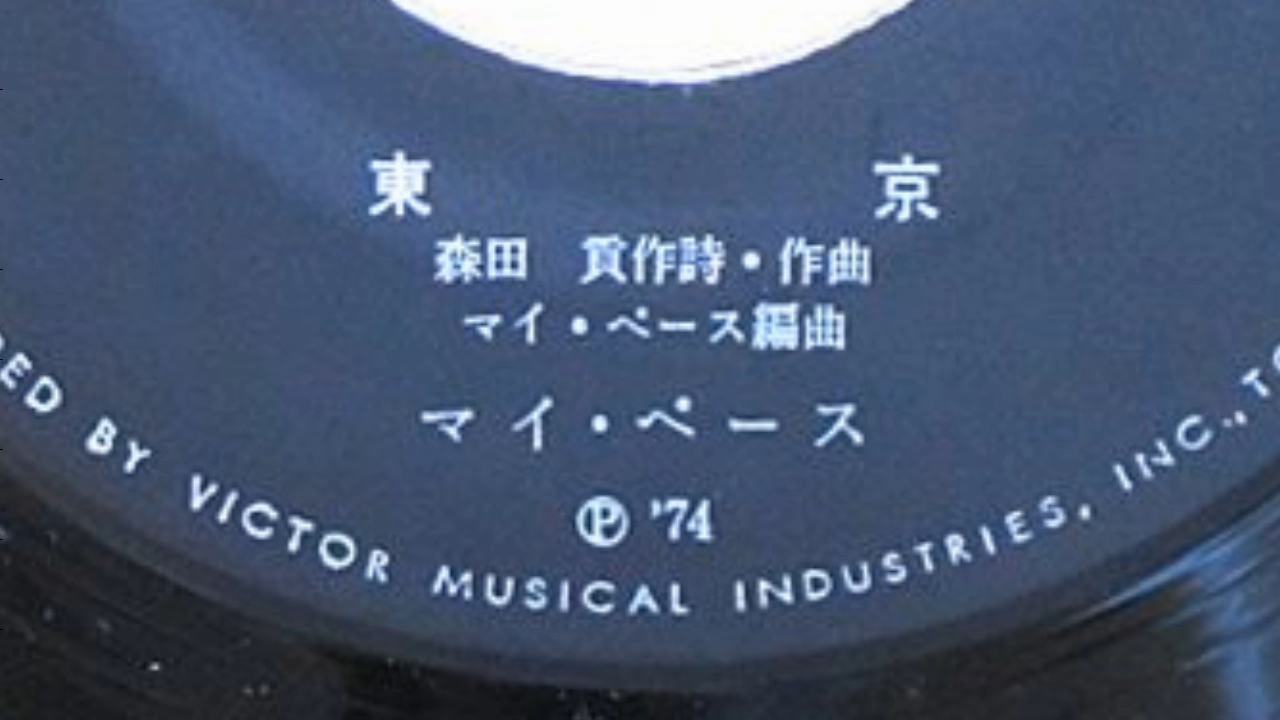 東 京
森田 貢作詩・作曲
マイ・ペース編曲
マイ・ペース
Ⓟ '74
BY VICTOR MUSICAL INDUSTRIES, INC.,